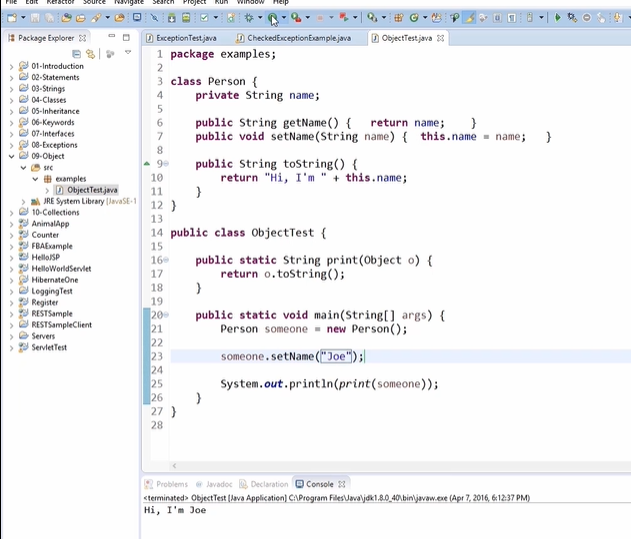 File Edit Refactor Source Navigate Search Project Run Window Help
Package Explorer
01-Introduction
02-Statements
03-Strings
04-Classes
05-Inheritance
06-Keywords
07-Interfaces
08-Exceptions
09-Object
src
examples
ObjectTest.java
JRE System Library [JavaSE-1
10-Collections
AnimalApp
Counter
FBAExample
HelloJSP
HelloWorldServlet
HibernateOne
LoggingTest
Register
RESTSample
RESTSampleClient
Servers
ServletTest
ExceptionTest.java
CheckedExceptionExample.java
ObjectTest.java
1 package examples;
2
3 class Person {
4 private String name;
5
6 public String getName() { return name; }
7 public void setName(String name) { this.name = name; }
8
9 public String toString() {
10 return "Hi, I'm " + this.name;
11 }
12 }
13
14 public class ObjectTest {
15
16 public static String print(Object o) {
17 return o.toString();
18 }
19
20 public static void main(String[] args) {
21 Person someone = new Person();
22
23 someone.setName("Joe");
24
25 System.out.println(print(someone));
26 }
27 }
28
Problems Javadoc Declaration Console
<terminated> ObjectTest [Java Application] C:\Program Files\Java\jdk1.8.0_40\bin\javaw.exe (Apr 7, 2016, 6:12:37 PM)
Hi, I'm Joe